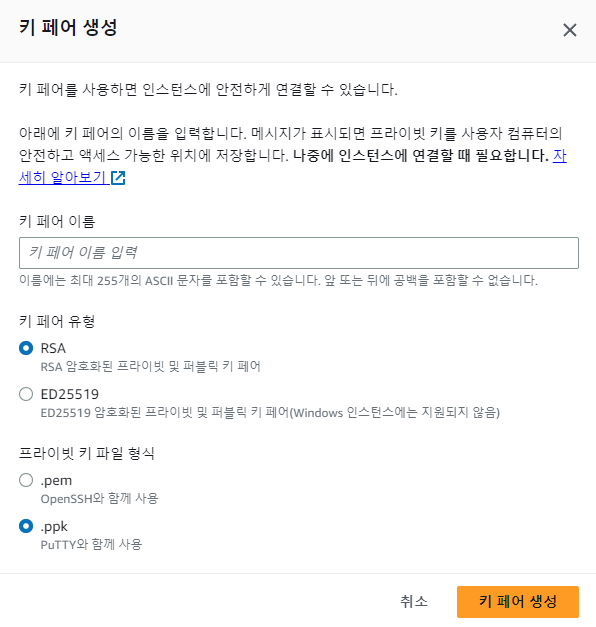 키 페어 생성
키 페어를 사용하면 인스턴스에 안전하게 연결할 수 있습니다.
아래에 키 페어의 이름을 입력합니다. 메시지가 표시되면 프라이빗 키를 사용자 컴퓨터의
안전하고 액세스 가능한 위치에 저장합니다. 나중에 인스턴스에 연결할 때 필요합니다. 자
세히 알아보기
키 페어 이름
키 페어 이름 입력
이름에는 최대 255개의 ASCII 문자를 포함할 수 있습니다. 앞 또는 뒤에 공백을 포함할 수 없습니다.
키 페어 유형
RSA
RSA 암호화된 프라이빗 및 퍼블릭 키 페어
ED25519
ED25519 암호화된 프라이빗 및 퍼블릭 키 페어(Windows 인스턴스에는 지원되지 않음)
프라이빗 키 파일 형식
.pem
OpenSSH와 함께 사용
.ppk
PuTTY와 함께 사용
취소 키 페어 생성